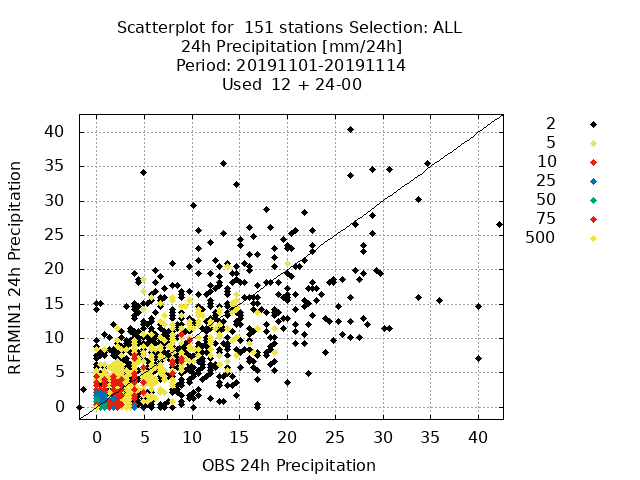 Scatterplot for  151 stations Selection: ALL
24h Precipitation [mm/24h]
Period: 20191101-20191114
Used  12 + 24-00
RFRMIN1 24h Precipitation
40
35
30
25
20
15
10
5
0
0 5 10 15 20 25 30 35 40
OBS 24h Precipitation
2
5
10
25
50
75
500